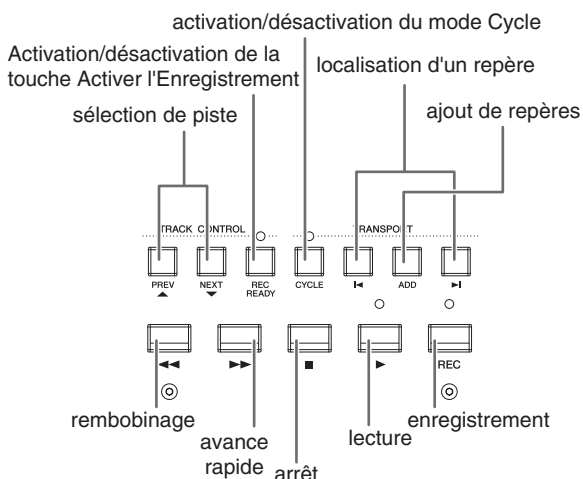 activation/désactivation du mode Cycle
Activation/désactivation de la
touche Activer l'Enregistrement
localisation d'un repère
sélection de piste
ajout de repères
TRACK CONTROL
TRANSPORT
PREV
NEXT
REC
READY
CYCLE
ADD
REC
rembobinage
avance
rapide
arrêt
lecture
enregistrement